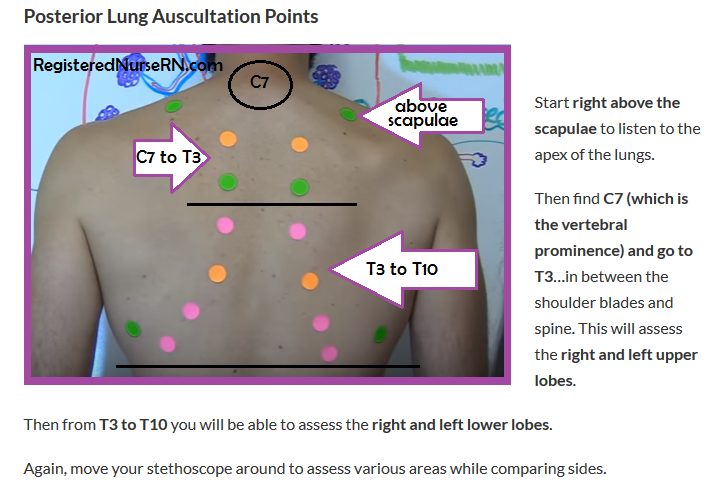 Posterior Lung Auscultation Points
RegisteredNurseRN.com
C7
above
scapulae
C7 to T3
T3 to T10
Start right above the
scapulae to listen to the
apex of the lungs.
Then find C7 (which is
the vertebral
prominence) and go to
T3...in between the
shoulder blades and
spine. This will assess
the right and left upper
lobes.
Then from T3 to T10 you will be able to assess the right and left lower lobes.
Again, move your stethoscope around to assess various areas while comparing sides.